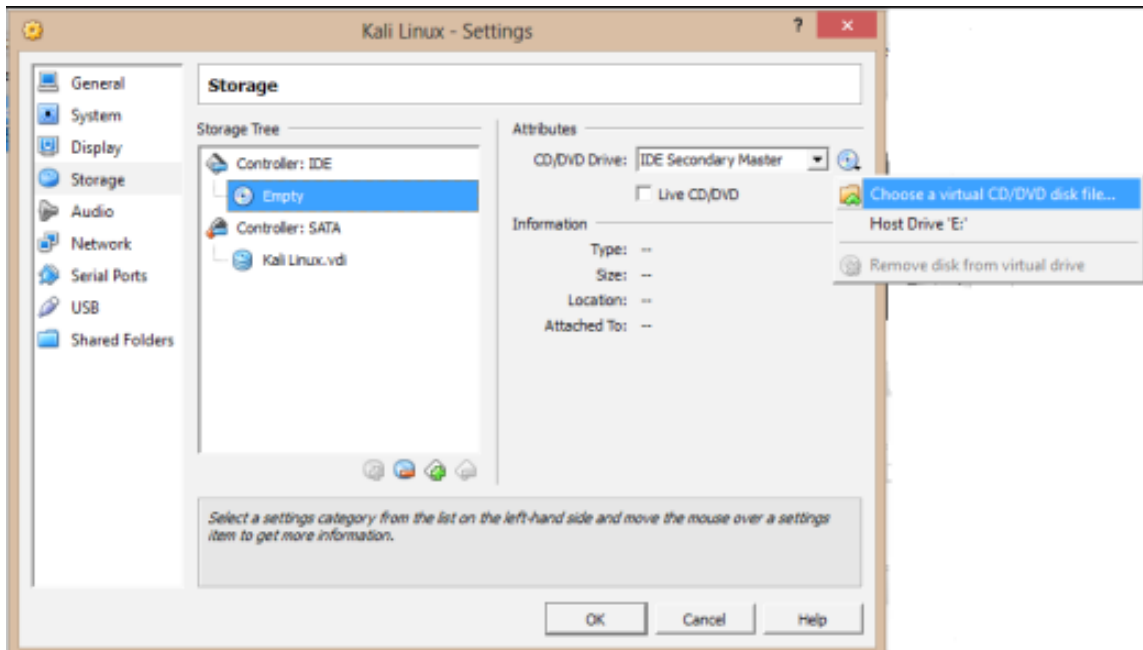 Kali Linux - Settings
?
General
System
Display
Storage
Audio
Network
Serial Ports
USB
Shared Folders
Storage
Storage Tree
Controller: IDE
Empty
Controller: SATA
Kali Linux.vdi
Attributes
CD/DVD Drive: IDE Secondary Master
Live CD/DVD
Information
Type: --
Size: --
Location: --
Attached To: --
Choose a virtual CD/DVD disk file...
Host Drive 'E:'
Remove disk from virtual drive
Select a settings category from the list on the left-hand side and move the mouse over a settings
item to get more information.
OK
Cancel
Help